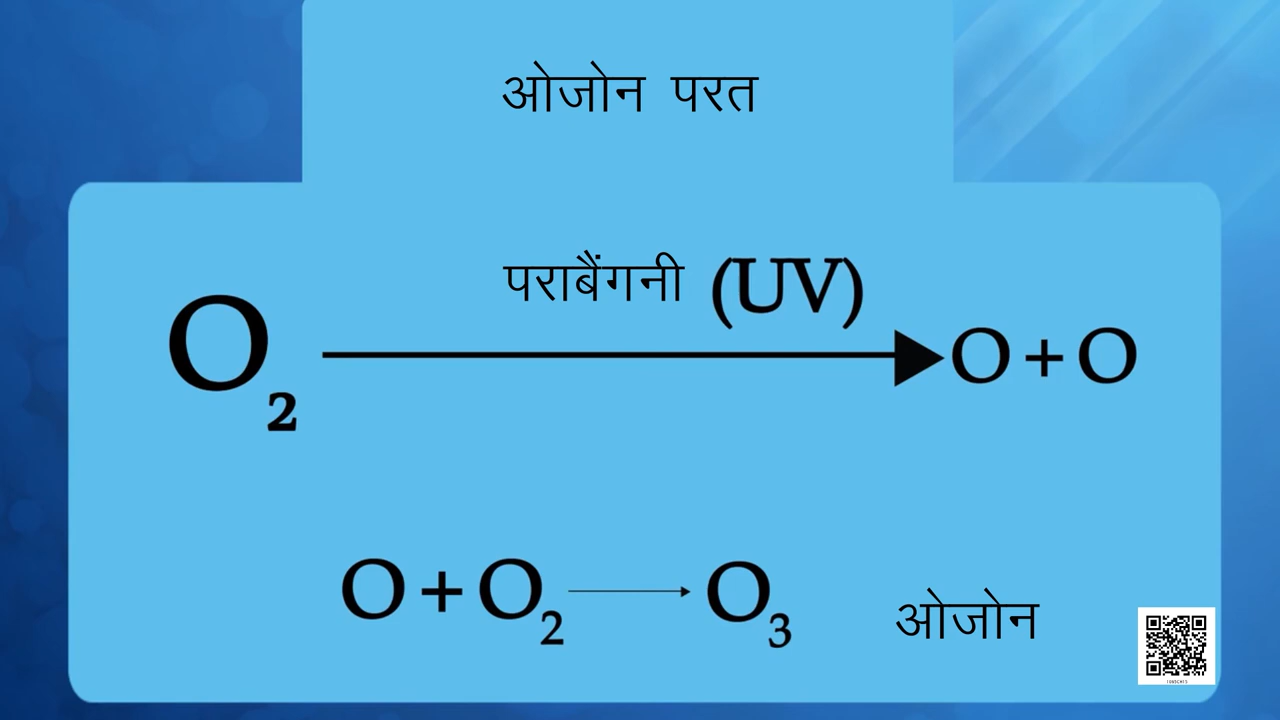 ओजोन परत
पराबैंगनी (UV)
O₂ → O + O
O + O₂ → O₃ ओजोन